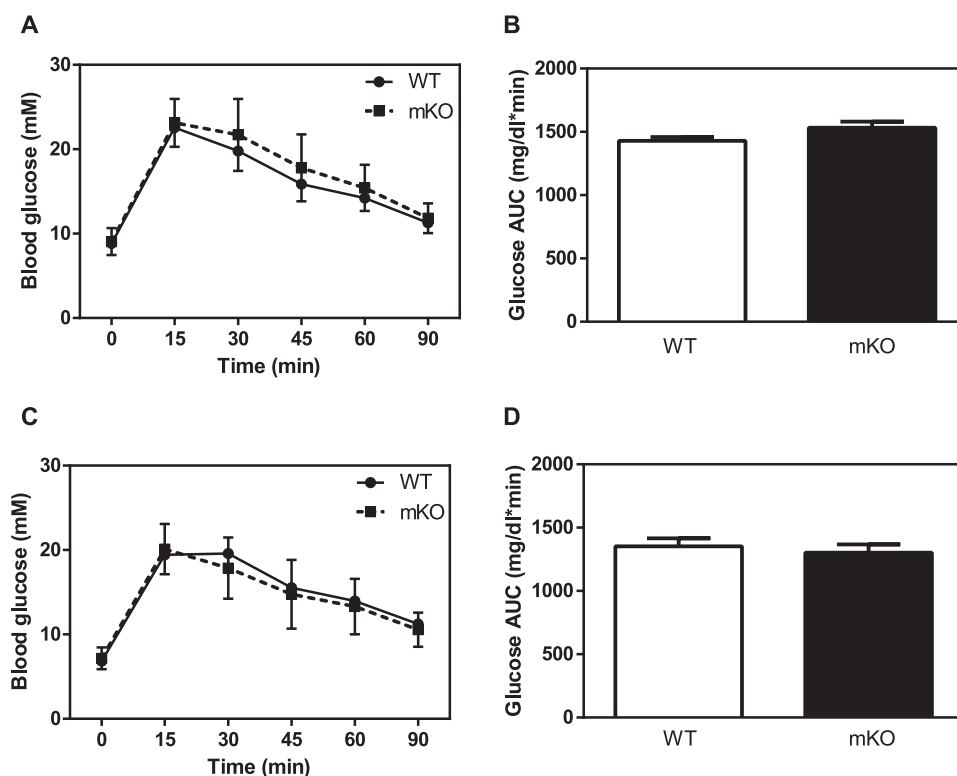 A
Blood glucose (mM)
30
20
10
0
WT
mKO
0 15 30 45 60 90
Time (min)
B
Glucose AUC (mg/dl*min)
2000
1500
1000
500
0
WT mKO
C
Blood glucose (mM)
30
20
10
0
WT
mKO
0 15 30 45 60 90
Time (min)
D
Glucose AUC (mg/dl*min)
2000
1500
1000
500
0
WT mKO